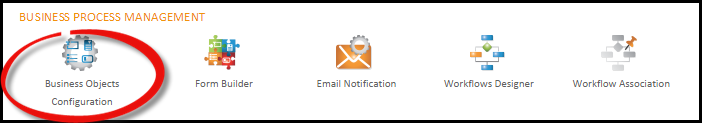 BUSINESS PROCESS MANAGEMENT
Business Objects
Configuration
Form Builder
Email Notification
Workflows Designer
Workflow Association